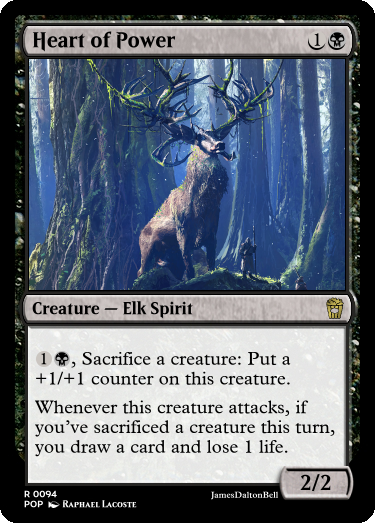 Heart of Power 1
Creature — Elk Spirit
1, Sacrifice a creature: Put a
+1/+1 counter on this creature.
Whenever this creature attacks, if
you've sacrificed a creature this turn,
you draw a card and lose 1 life.
2/2
R 0094
POP Raphael Lacoste
JamesDaltonBell